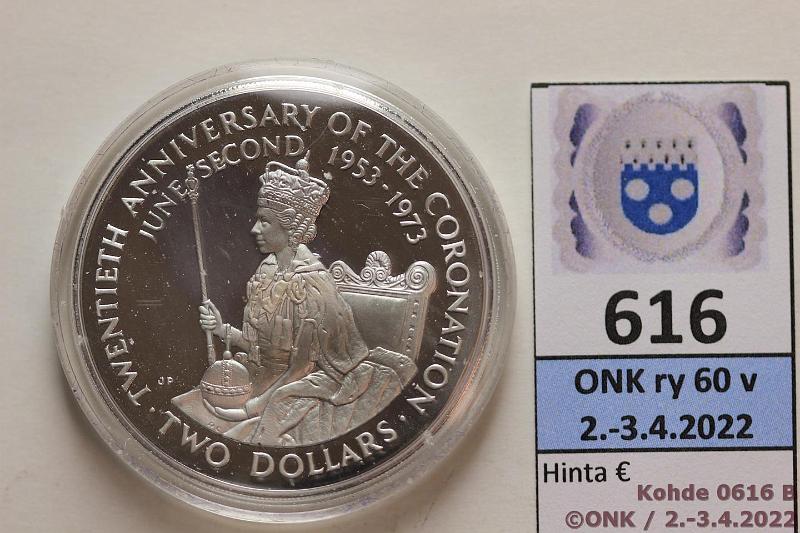 · TWENTIETH ANNIVERSARY OF THE CORONATION ·
JUNE SECOND 1953-1973
JP
TWO DOLLARS
616
ONK ry 60 v
2.-3.4.2022
Hinta €
Kohde 0616 B
©ONK / 2.-3.4.2022